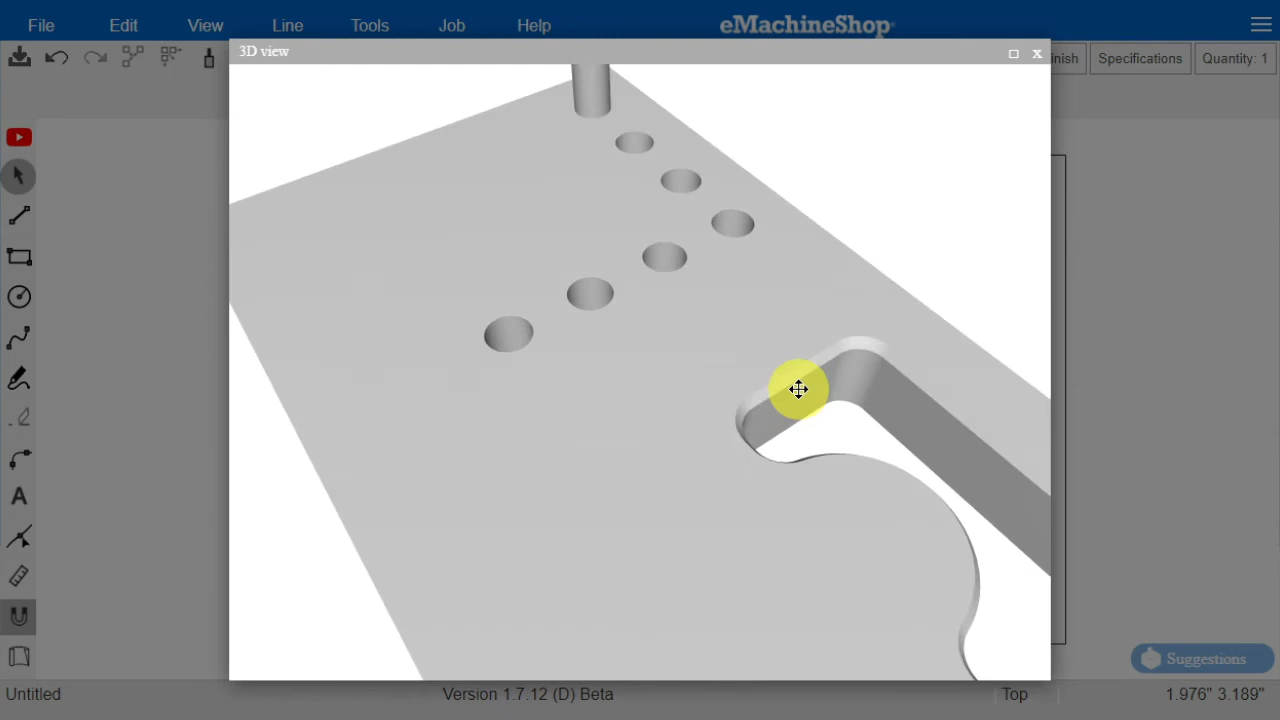 File Edit View Line Tools Job Help eMachineShop
3D view
x
inish Specifications Quantity: 1
A
Suggestions
Untitled Version 1.7.12 (D) Beta Top 1.976" 3.189"